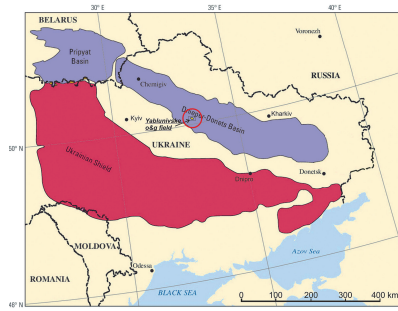 30° E
35° E
40° E
BELARUS
Voronezh
Pripyat
Basin
RUSSIA
Chernigiv
Dnieper-Donets Basin
Kharkiv
Kyiv
Yablunivske
o&g field
50° N
UKRAINE
Ukrainian Shield
Donetsk
MOLDOVA
Odessa
Azov Sea
ROMANIA
BLACK SEA
0 100 200 300 400 km
46° N